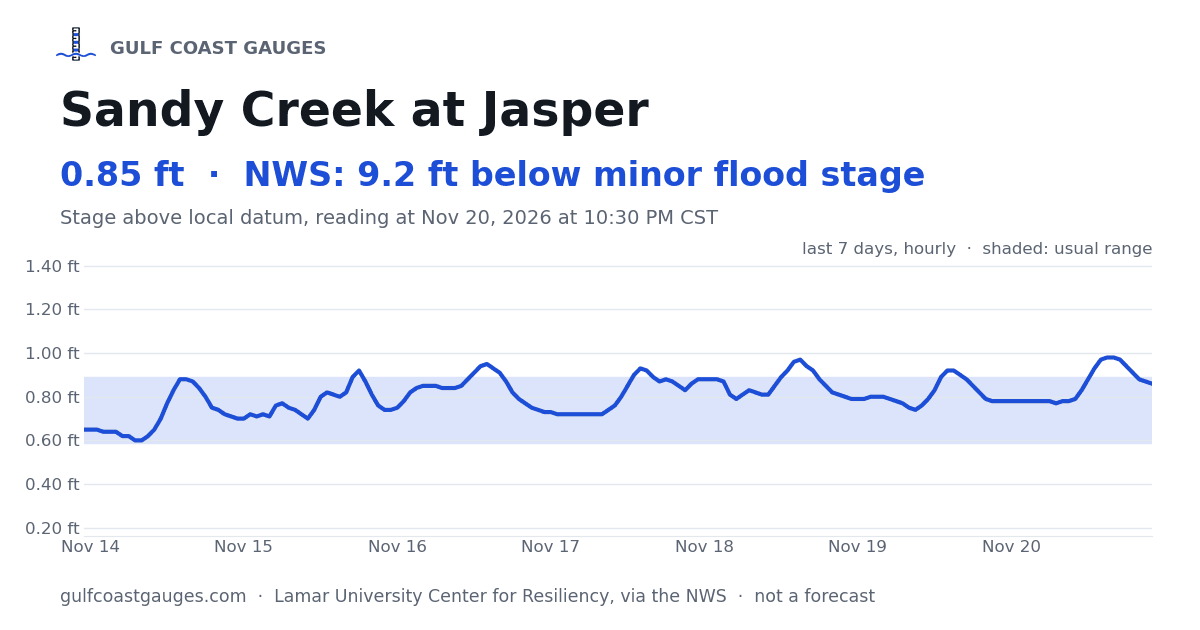 GULF COAST GAUGES
Sandy Creek at Jasper
0.85 ft · NWS: 9.2 ft below minor flood stage
Stage above local datum, reading at Nov 20, 2026 at 10:30 PM CST
last 7 days, hourly · shaded: usual range
1.40 ft
1.20 ft
1.00 ft
0.80 ft
0.60 ft
0.40 ft
0.20 ft
Nov 14 Nov 15 Nov 16 Nov 17 Nov 18 Nov 19 Nov 20
gulfcoastgauges.com · Lamar University Center for Resiliency, via the NWS · not a forecast